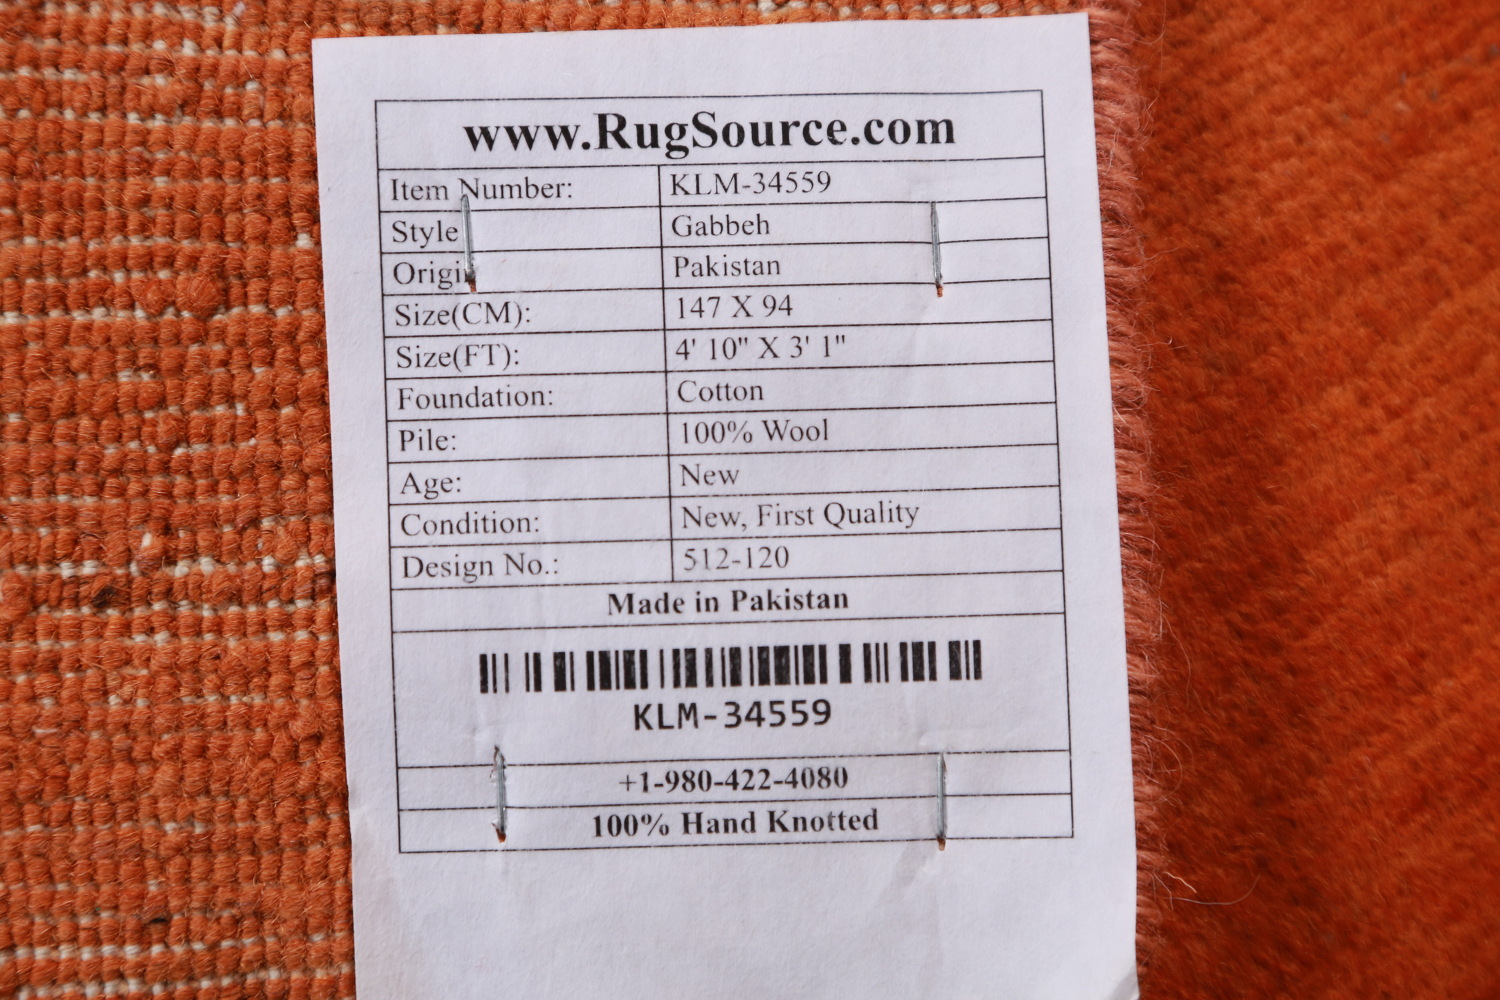 www.RugSource.com
Item Number: KLM-34559
Style Gabbeh
Origin Pakistan
Size(CM): 147 X 94
Size(FT): 4' 10" X 3' 1"
Foundation: Cotton
Pile: 100% Wool
Age: New
Condition: New, First Quality
Design No.: 512-120
Made in Pakistan
KLM-34559
+1-980-422-4080
100% Hand Knotted